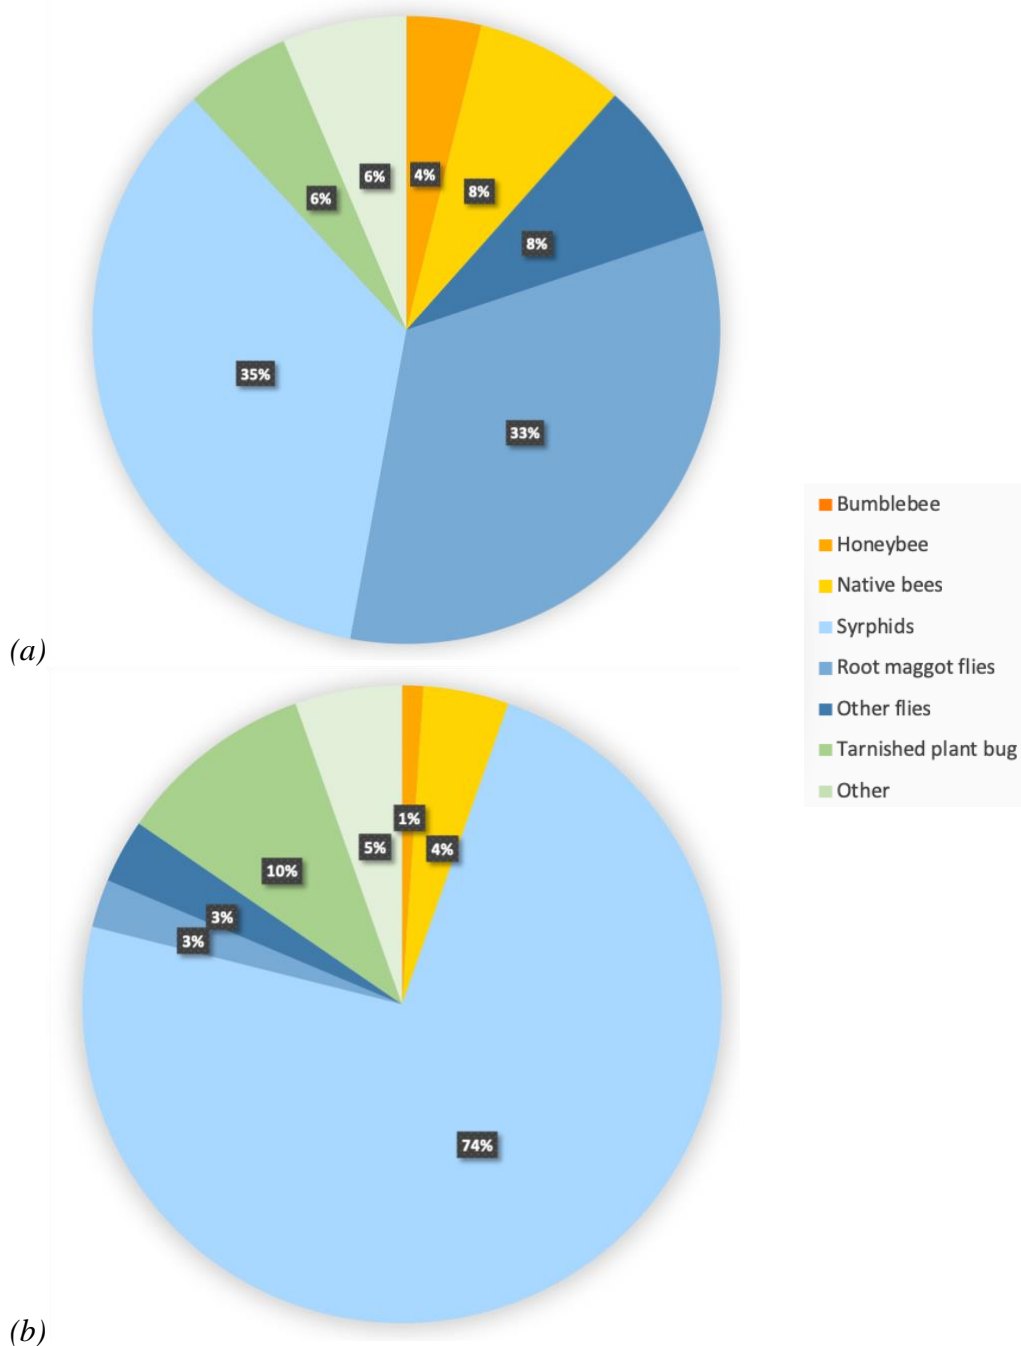 6%
4%
8%
6%
8%
35%
33%
Bumblebee
Honeybee
Native bees
Syrphids
(a)
Root maggot flies
Other flies
Tarnished plant bug
Other
1%
5%
4%
10%
3%
3%
74%
(b)